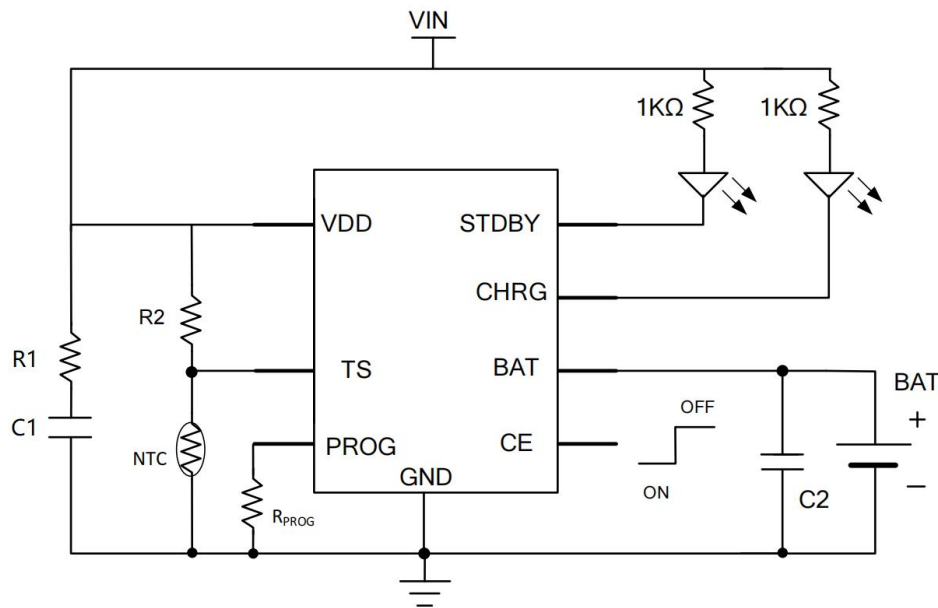 VIN
1KΩ
1KΩ
VDD
STDBY
CHRG
R2
R1
TS
BAT
BAT
+
OFF
C1
NTC
PROG
CE
GND
ON
−
C2
RPROG